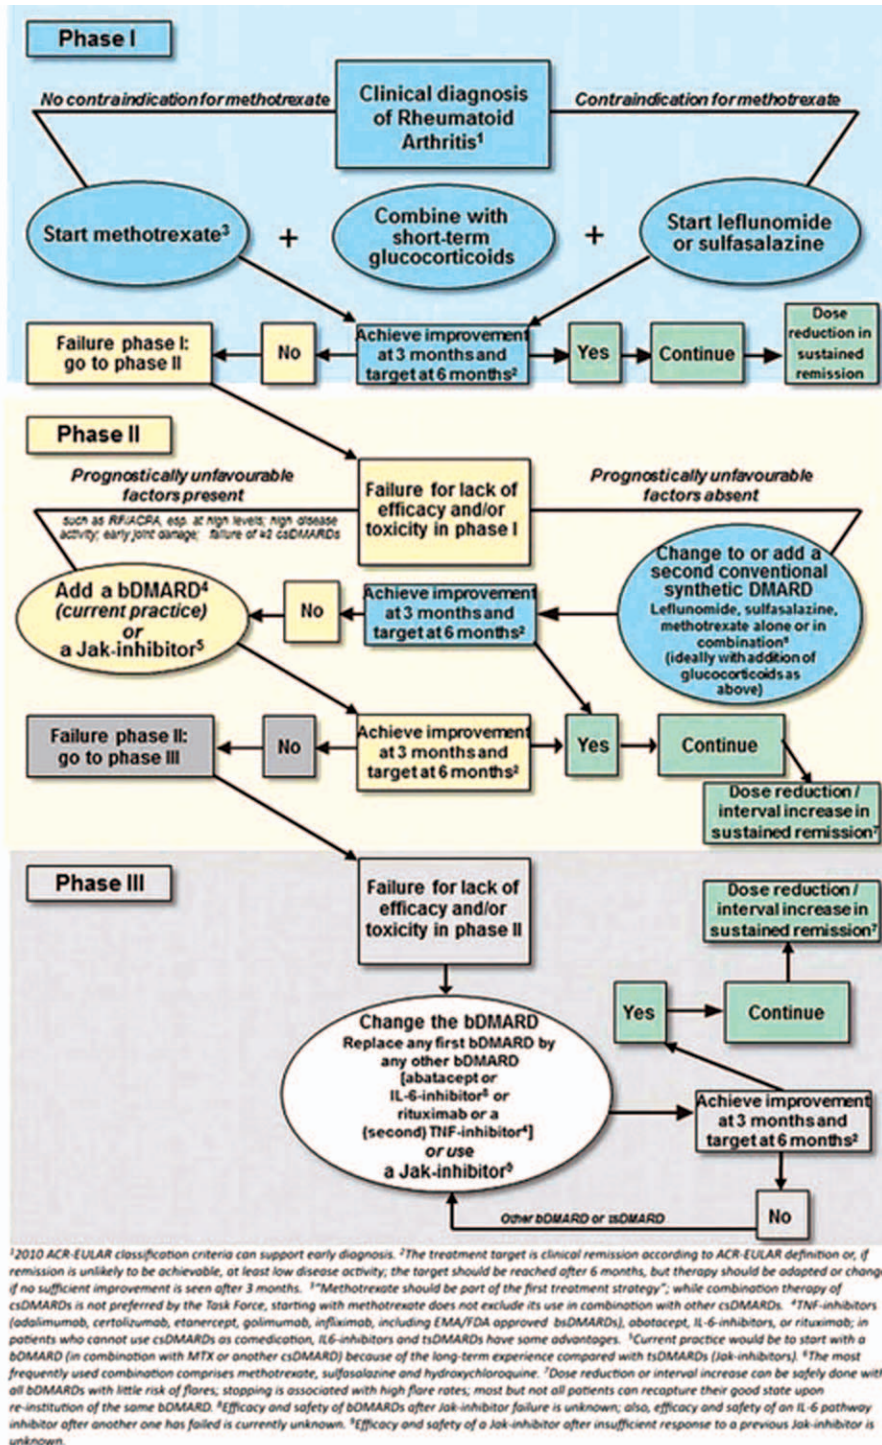 Phase I
No contraindication for methotrexate
Clinical diagnosis
of Rheumatoid
Arthritis¹
Contraindication for methotrexate
Start methotrexate³
+
Combine with
short-term
glucocorticoids
+
Start leflunomide
or sulfasalazine
Failure phase I:
go to phase II
No
Achieve improvement
at 3 months and
target at 6 months²
Yes
Continue
Dose
reduction in
sustained
remission
Phase II
Prognostically unfavourable
factors present
such as RF/ACPA, esp. at high levels; high disease
activity; early joint damage; failure of ≥2 csDMARDs
Failure for lack of
efficacy and/or
toxicity in phase I
Prognostically unfavourable
factors absent
Add a bDMARD⁴
(current practice)
or
a Jak-inhibitor⁵
No
Achieve improvement
at 3 months and
target at 6 months²
Change to or add a
second conventional
synthetic DMARD
Leflunomide, sulfasalazine,
methotrexate alone or in
combination⁶
(ideally with addition of
glucocorticoids as
above)
Failure phase II:
go to phase III
No
Achieve improvement
at 3 months and
target at 6 months²
Yes
Continue
Dose reduction /
interval increase in
sustained remission⁷
Phase III
Failure for lack of
efficacy and/or
toxicity in phase II
Dose reduction /
interval increase in
sustained remission⁷
Change the bDMARD
Replace any first bDMARD by
any other bDMARD
[abatacept or
IL-6-inhibitor⁸ or
rituximab or a
(second) TNF-inhibitor⁴]
or use
a Jak-inhibitor⁹
Yes
Continue
Achieve improvement
at 3 months and
target at 6 months²
No
Other bDMARD or tsDMARD
¹2010 ACR-EULAR classification criteria can support early diagnosis. ²The treatment target is clinical remission according to ACR-EULAR definition or, if
remission is unlikely to be achievable, at least low disease activity; the target should be reached after 6 months, but therapy should be adapted or change
if no sufficient improvement is seen after 3 months. ³"Methotrexate should be part of the first treatment strategy"; while combination therapy of
csDMARDs is not preferred by the Task Force, starting with methotrexate does not exclude its use in combination with other csDMARDs. ⁴TNF-inhibitors
(adalimumab, certolizumab, etanercept, golimumab, infliximab, including EMA/FDA approved bsDMARDs), abatacept, IL-6-inhibitors, or rituximab; in
patients who cannot use csDMARDs as comedication, IL6-inhibitors and tsDMARDs have some advantages. ⁵Current practice would be to start with a
bDMARD (in combination with MTX or another csDMARD) because of the long-term experience compared with tsDMARDs (Jak-inhibitors). ⁶The most
frequently used combination comprises methotrexate, sulfasalazine and hydroxychloroquine. ⁷Dose reduction or interval increase can be safely done with
all bDMARDs with little risk of flares; stopping is associated with high flare rates; most but not all patients can recapture their good state upon
re-institution of the same bDMARD. ⁸Efficacy and safety of bDMARDs after Jak-inhibitor failure is unknown; also, efficacy and safety of an IL-6 pathway
inhibitor after another one has failed is currently unknown. ⁹Efficacy and safety of a Jak-inhibitor after insufficient response to a previous Jak-inhibitor is
unknown.